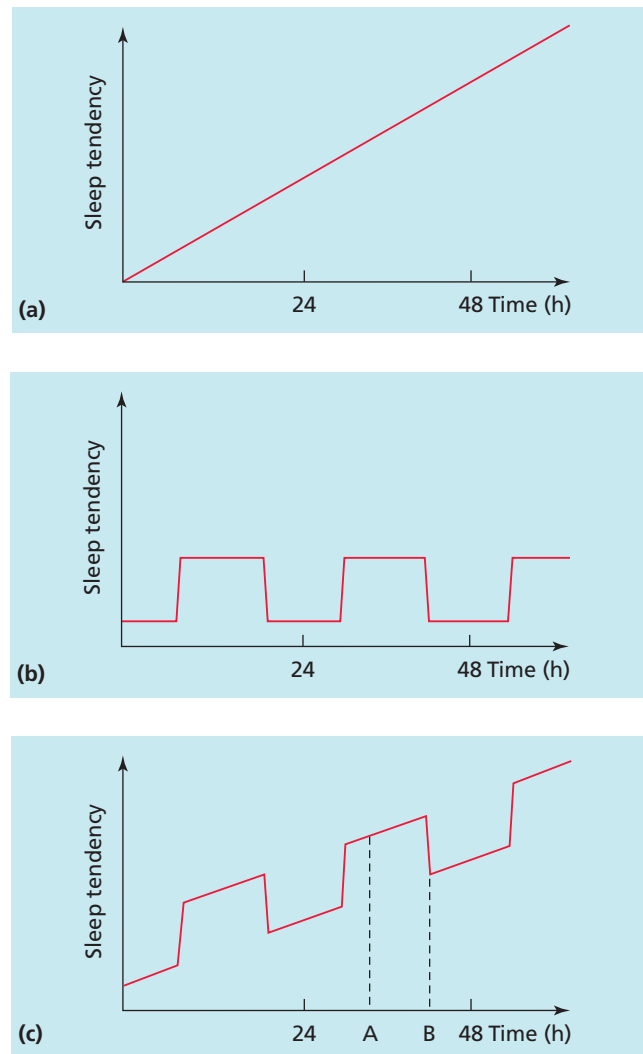 Sleep tendency
24 48 Time (h)
(a)
Sleep tendency
24 48 Time (h)
(b)
Sleep tendency
24 A B 48 Time (h)
(c)